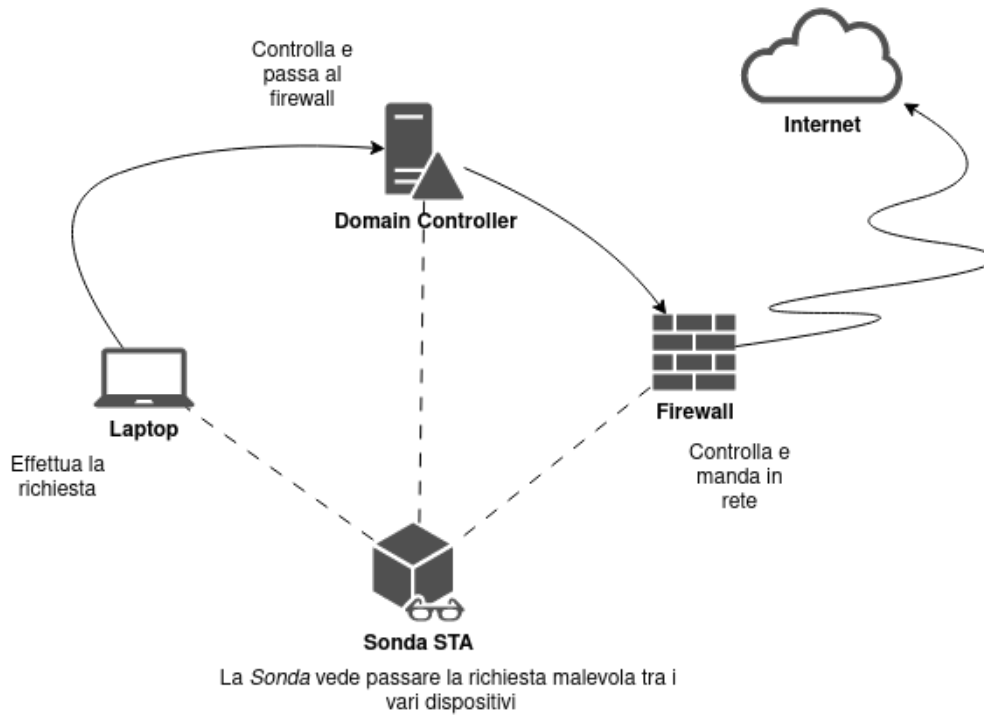 Controlla e
passa al
firewall
Internet
Domain Controller
Laptop
Effettua la
richiesta
Firewall
Controlla e
manda in
rete
Sonda STA
La Sonda vede passare la richiesta malevola tra i
vari dispositivi